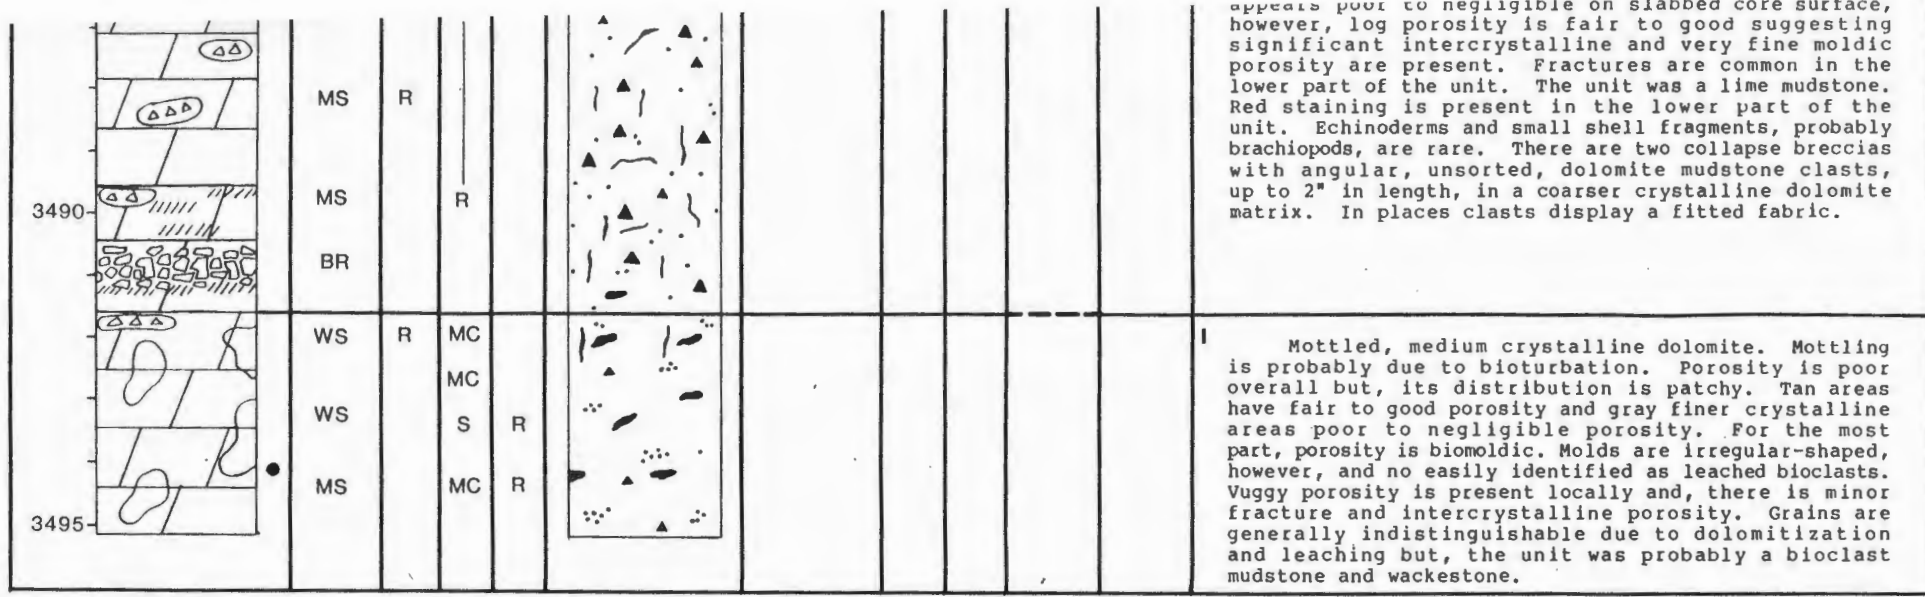 appears poor to negligible on slabbed core surface,
however, log porosity is fair to good suggesting
significant intercrystalline and very fine moldic
porosity are present. Fractures are common in the
lower part of the unit. The unit was a lime mudstone.
Red staining is present in the lower part of the
unit. Echinoderms and small shell fragments, probably
brachiopods, are rare. There are two collapse breccias
with angular, unsorted, dolomite mudstone clasts,
up to 2" in length, in a coarser crystalline dolomite
matrix. In places clasts display a fitted fabric.
MS R
3490 MS R
BR
WS R MC
MC
WS S R
MS MC R
3495
I
Mottled, medium crystalline dolomite. Mottling
is probably due to bioturbation. Porosity is poor
overall but, its distribution is patchy. Tan areas
have fair to good porosity and gray finer crystalline
areas poor to negligible porosity. For the most
part, porosity is biomoldic. Molds are irregular-shaped,
however, and no easily identified as leached bioclasts.
Vuggy porosity is present locally and, there is minor
fracture and intercrystalline porosity. Grains are
generally indistinguishable due to dolomitization
and leaching but, the unit was probably a bioclast
mudstone and wackestone.